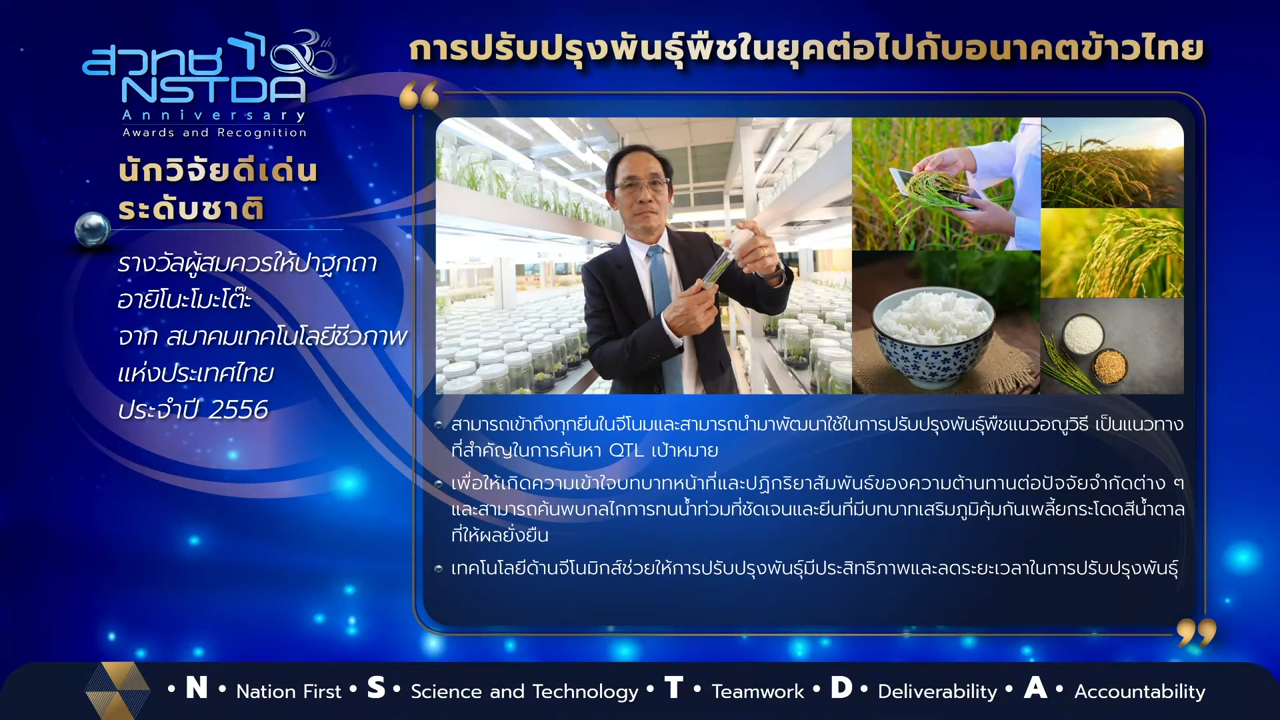 สวทช
30th
NSTDA
Anniversary
Awards and Recognition
การปรับปรุงพันธุ์พืชในยุคต่อไปกับอนาคตข้าวไทย
นักวิจัยดีเด่น
ระดับชาติ
รางวัลผู้สมควรให้ปาฐกถา
อายิโนะโมะโต๊ะ
จาก สมาคมเทคโนโลยีชีวภาพ
แห่งประเทศไทย
ประจำปี 2556
สามารถเข้าถึงทุกยีนในจีโนมและสามารถนำมาพัฒนาใช้ในการปรับปรุงพันธุ์พืชแนวอณูวิธี เป็นแนวทาง
ที่สำคัญในการค้นหา QTL เป้าหมาย
เพื่อให้เกิดความเข้าใจบทบาทหน้าที่และปฏิกริยาสัมพันธ์ของความต้านทานต่อปัจจัยจำกัดต่าง ๆ
และสามารถค้นพบกลไกการทนน้ำท่วมที่ชัดเจนและยีนที่มีบทบาทเสริมภูมิคุ้มกันเพลี้ยกระโดดสีน้ำตาล
ที่ให้ผลยั่งยืน
เทคโนโลยีด้านจีโนมิกส์ช่วยให้การปรับปรุงพันธุ์มีประสิทธิภาพและลดระยะเวลาในการปรับปรุงพันธุ์
• N • Nation First • S • Science and Technology • T • Teamwork • D • Deliverability • A • Accountability